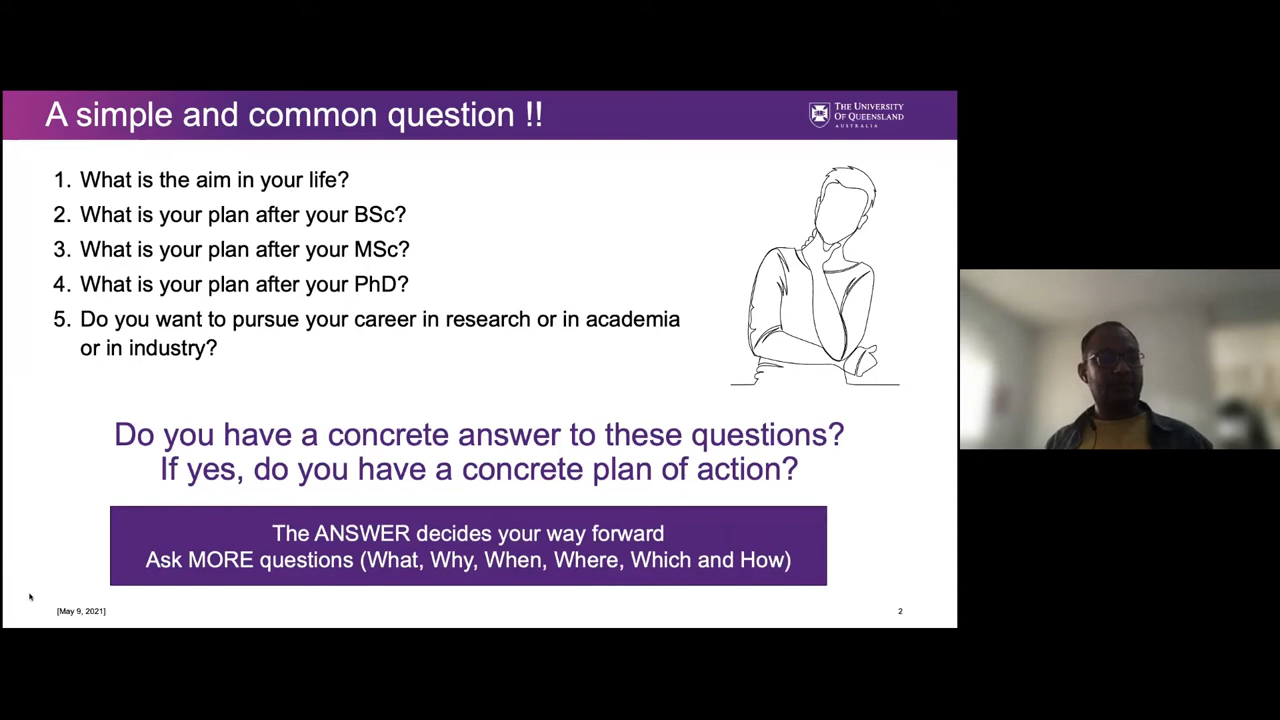 A simple and common question !!
THE UNIVERSITY
OF QUEENSLAND
AUSTRALIA
1. What is the aim in your life?
2. What is your plan after your BSc?
3. What is your plan after your MSc?
4. What is your plan after your PhD?
5. Do you want to pursue your career in research or in academia
or in industry?
Do you have a concrete answer to these questions?
If yes, do you have a concrete plan of action?
The ANSWER decides your way forward
Ask MORE questions (What, Why, When, Where, Which and How)
[May 9, 2021]
2